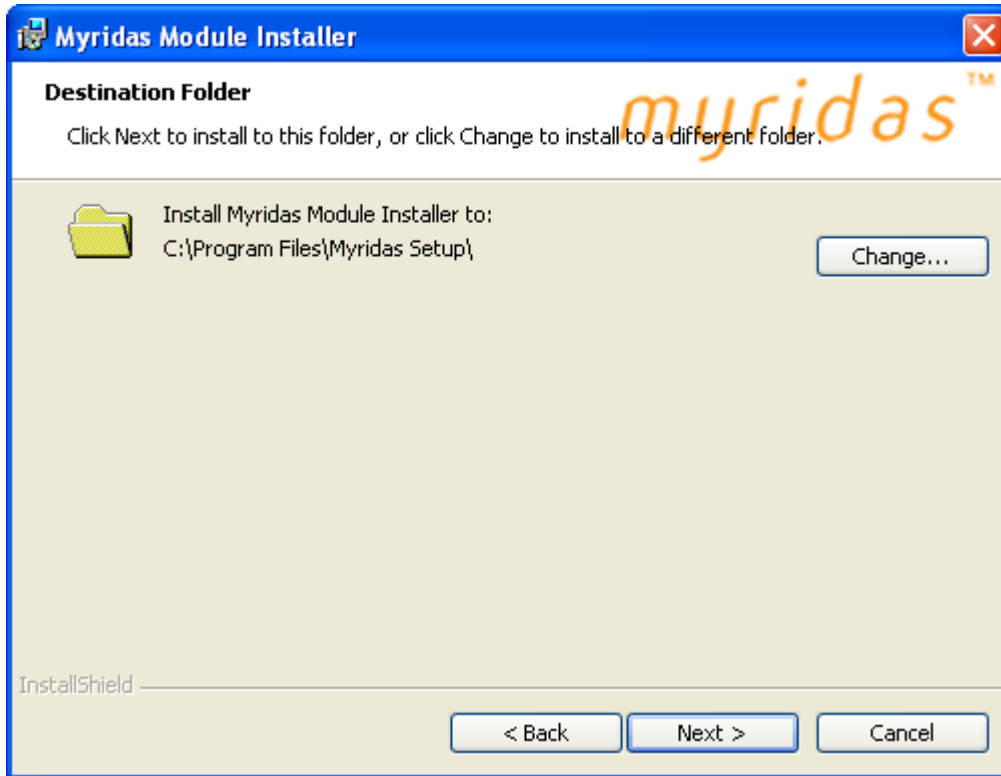 Myridas Module Installer
Destination Folder
myridas™
Click Next to install to this folder, or click Change to install to a different folder.
Install Myridas Module Installer to:
C:\Program Files\Myridas Setup\
Change...
InstallShield
< Back
Next >
Cancel